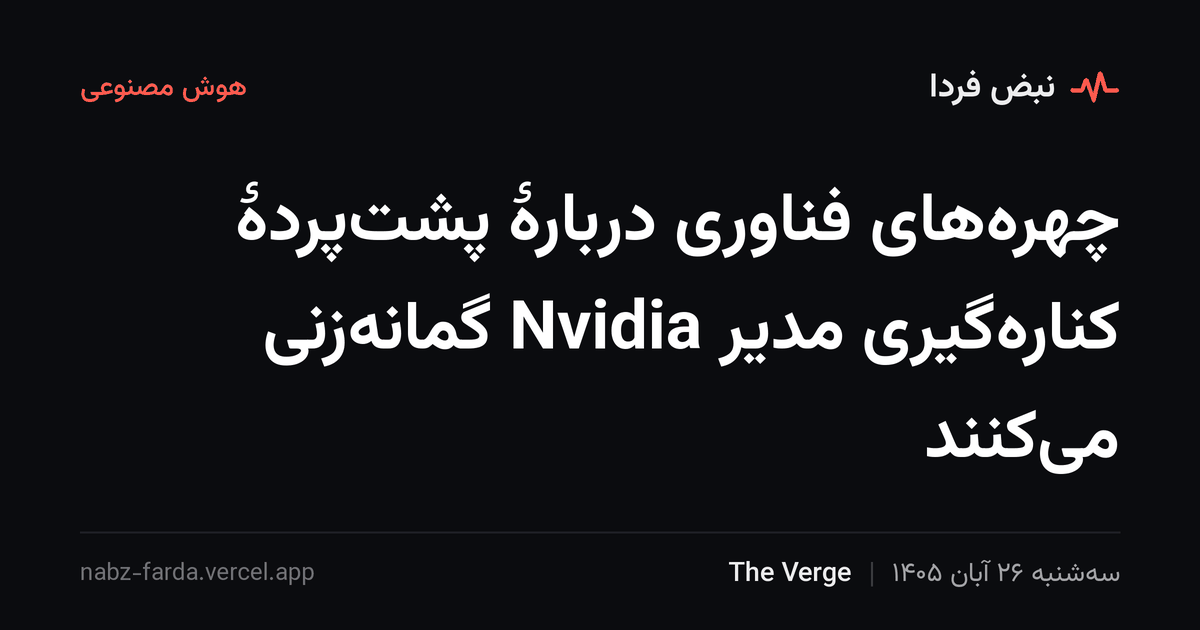 نبض فردا
هوش مصنوعی
چهره‌های فناوری دربارهٔ پشت‌پردهٔ
کناره‌گیری مدیر Nvidia گمانه‌زنی
می‌کنند
سه‌شنبه ۲۶ آبان ۱۴۰۵ | The Verge
nabz-farda.vercel.app